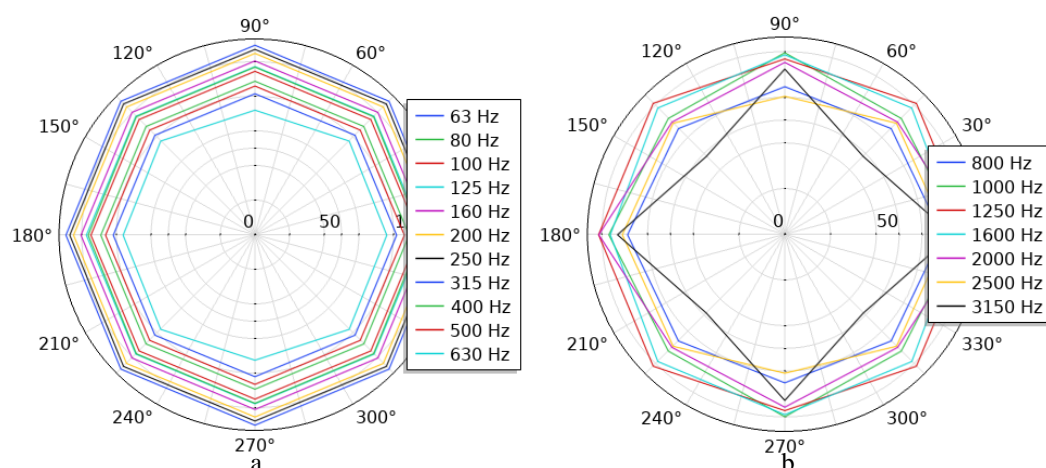 90°
120°
60°
150°
180°
0
50
1
210°
240°
300°
270°
a
63 Hz
80 Hz
100 Hz
125 Hz
160 Hz
200 Hz
250 Hz
315 Hz
400 Hz
500 Hz
630 Hz
90°
120°
60°
150°
30°
180°
0
50
210°
330°
240°
300°
270°
b
800 Hz
1000 Hz
1250 Hz
1600 Hz
2000 Hz
2500 Hz
3150 Hz